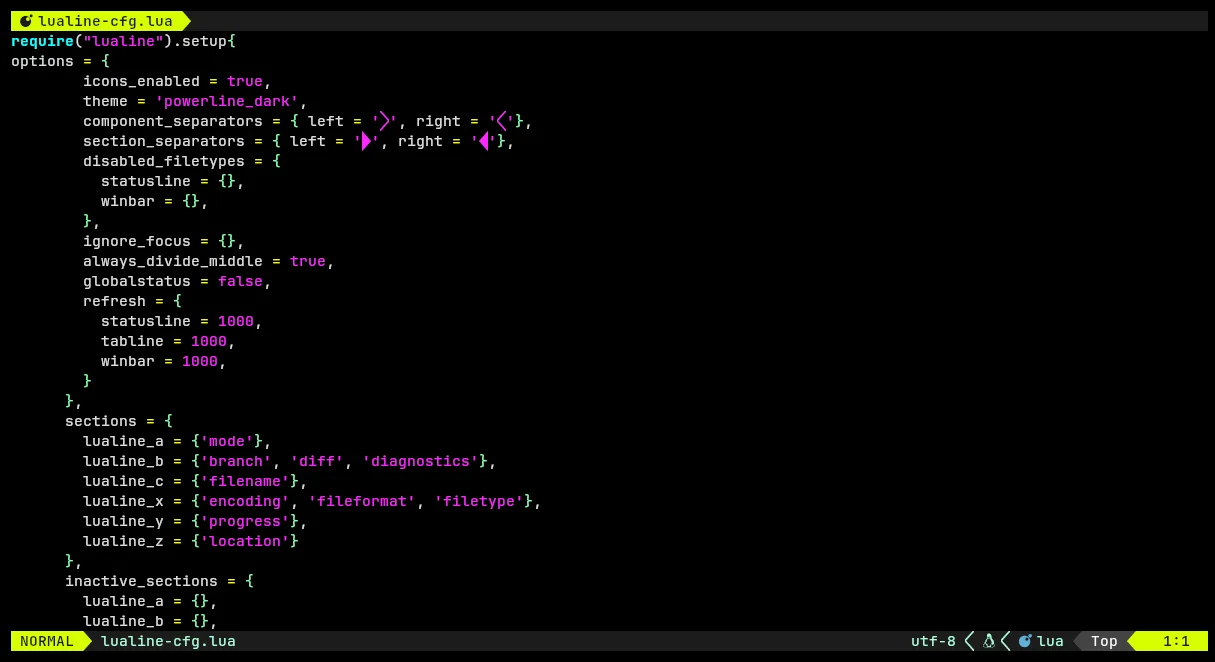 lualine-cfg.lua
require("lualine").setup{
options = {
        icons_enabled = true,
        theme = 'powerline_dark',
        component_separators = { left = '', right = ''},
        section_separators = { left = '', right = ''},
        disabled_filetypes = {
          statusline = {},
          winbar = {},
        },
        ignore_focus = {},
        always_divide_middle = true,
        globalstatus = false,
        refresh = {
          statusline = 1000,
          tabline = 1000,
          winbar = 1000,
        }
      },
      sections = {
        lualine_a = {'mode'},
        lualine_b = {'branch', 'diff', 'diagnostics'},
        lualine_c = {'filename'},
        lualine_x = {'encoding', 'fileformat', 'filetype'},
        lualine_y = {'progress'},
        lualine_z = {'location'}
      },
      inactive_sections = {
        lualine_a = {},
        lualine_b = {},
NORMAL lualine-cfg.lua utf-8 lua Top 1:1